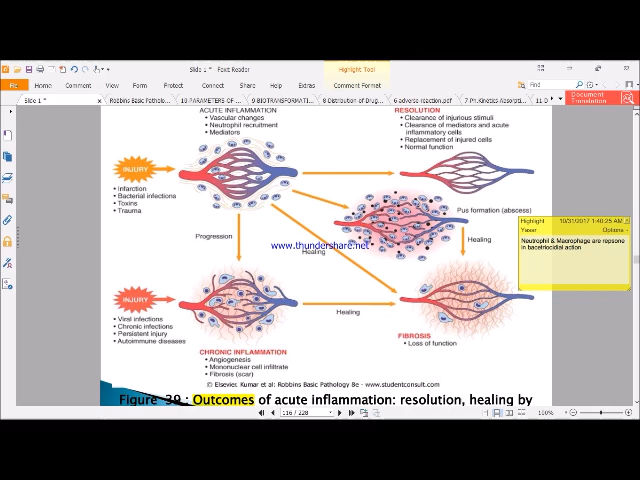 Slide 1 * - Foxit Reader
Highlight Tool
File
Home
Comment
View
Form
Protect
Share
Connect
Help
Extras
Comment Format
Find
Slide 1 *
Robbins Basic Patholo...
10 PARAMETERS OF ...
9 BIOTRANSFORMATI...
8 Distribution of Drug...
6 adverse reaction.pdf
7 Ph.Kinetics Absorpti...
11 D
Document
Translation
ACUTE INFLAMMATION
• Vascular changes
• Neutrophil recruitment
• Mediators
RESOLUTION
• Clearance of injurious stimuli
• Clearance of mediators and acute
inflammatory cells
• Replacement of injured cells
• Normal function
INJURY
• Infarction
• Bacterial infections
• Toxins
• Trauma
Pus formation (abscess)
Progression
www.thundershare.net
Healing
Healing
Highlight
10/31/2017 1:40:25 AM
Yasar
Options
Neutrophil & Macrophage are repsone
in bacetriocidial action
INJURY
• Viral infections
• Chronic infections
• Persistent injury
• Autoimmune diseases
Healing
FIBROSIS
• Loss of function
CHRONIC INFLAMMATION
• Angiogenesis
• Mononuclear cell infiltrate
• Fibrosis (scar)
© Elsevier. Kumar et al: Robbins Basic Pathology 8e - www.studentconsult.com
Figure 39 : Outcomes of acute inflammation: resolution, healing by
116 / 228
100%